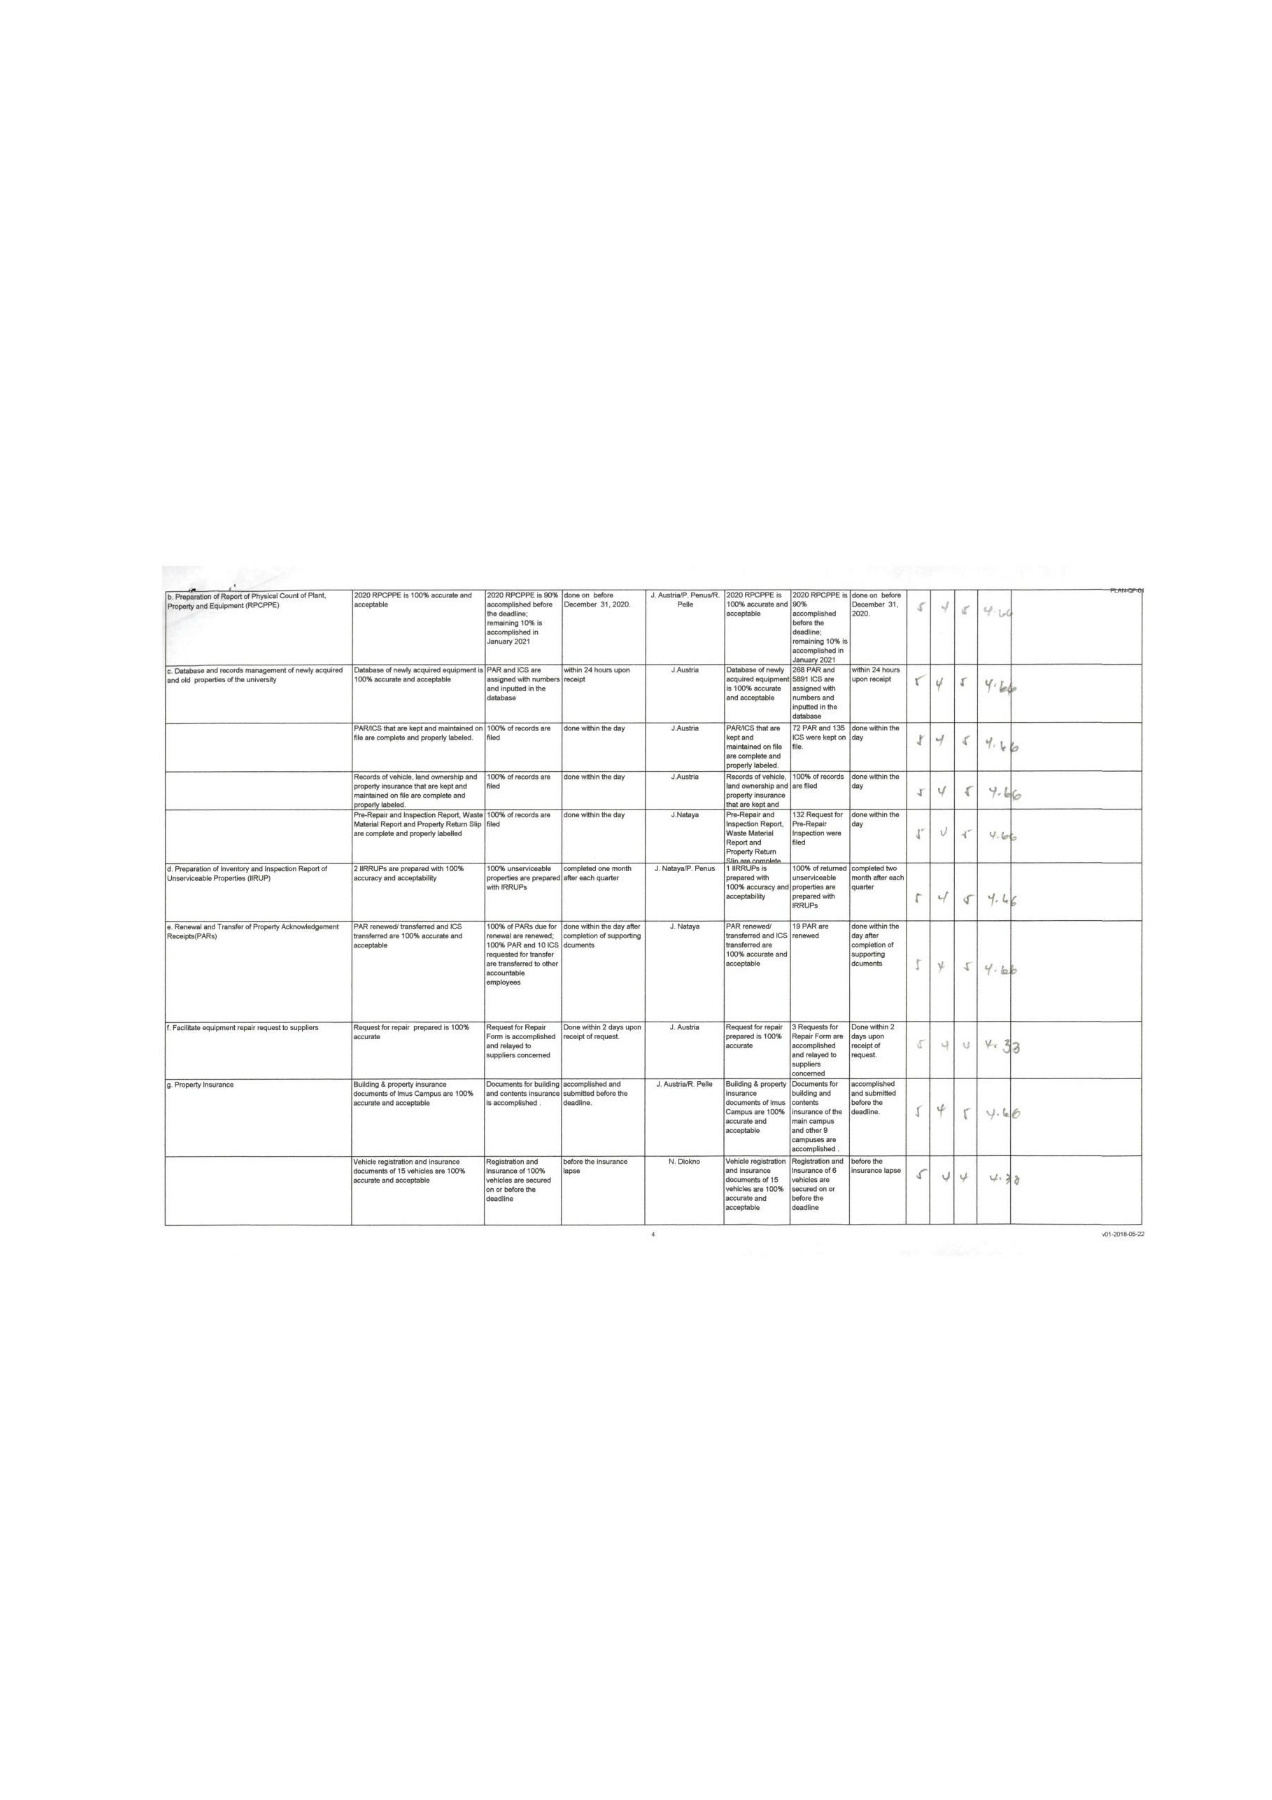 PLAN-QF-01
b. Preparation of Report of Physical Count of Plant,
Property and Equipment (RPCPPE)
2020 RPCPPE is 100% accurate and
acceptable
2020 RPCPPE is 90%
accomplished before
the deadline;
remaining 10% is
accomplished in
January 2021
done on before
December 31, 2020.
J. Austria/P. Penus/R.
Pelle
2020 RPCPPE is
100% accurate and
acceptable
2020 RPCPPE is
90%
accomplished
before the
deadline;
remaining 10% is
accomplished in
January 2021
done on before
December 31,
2020.
5 4 5 4.66
c. Database and records management of newly acquired
and old properties of the university
Database of newly acquired equipment is
100% accurate and acceptable
PAR and ICS are
assigned with numbers
and inputted in the
database
within 24 hours upon
receipt
J.Austria
Database of newly
acquired equipment
is 100% accurate
and acceptable
268 PAR and
5891 ICS are
assigned with
numbers and
inputted in the
database
within 24 hours
upon receipt
5 4 5 4.66
PAR/ICS that are kept and maintained on
file are complete and properly labeled.
100% of records are
filed
done within the day
J.Austria
PAR/ICS that are
kept and
maintained on file
are complete and
properly labeled.
72 PAR and 135
ICS were kept on
file.
done within the
day
5 4 5 4.66
Records of vehicle, land ownership and
property insurance that are kept and
maintained on file are complete and
properly labeled.
100% of records are
filed
done within the day
J.Austria
Records of vehicle,
land ownership and
property insurance
that are kept and
100% of records
are filed
done within the
day
5 4 5 4.66
Pre-Repair and Inspection Report, Waste
Material Report and Property Return Slip
are complete and properly labelled
100% of records are
filed
done within the day
J.Nataya
Pre-Repair and
Inspection Report,
Waste Material
Report and
Property Return
Slip are complete
132 Request for
Pre-Repair
Inspection were
filed
done within the
day
5 4 5 4.66
d. Preparation of Inventory and Inspection Report of
Unserviceable Properties (IIRUP)
2 IIRRUPs are prepared with 100%
accuracy and acceptability
100% unserviceable
properties are prepared
with IRRUPs
completed one month
after each quarter
J. Nataya/P. Penus
1 IIRRUPs is
prepared with
100% accuracy and
acceptability
100% of returned
unserviceable
properties are
prepared with
IRRUPs
completed two
month after each
quarter
5 4 5 4.66
e. Renewal and Transfer of Property Acknowledgement
Receipts(PARs)
PAR renewed/ transferred and ICS
transferred are 100% accurate and
acceptable
100% of PARs due for
renewal are renewed;
100% PAR and 10 ICS
requested for transfer
are transferred to other
accountable
employees
done within the day after
completion of supporting
dcuments
J. Nataya
PAR renewed/
transferred and ICS
transferred are
100% accurate and
acceptable
19 PAR are
renewed
done within the
day after
completion of
supporting
dcuments
5 4 5 4.66
f. Facilitate equipment repair request to suppliers
Request for repair prepared is 100%
accurate
Request for Repair
Form is accomplished
and relayed to
suppliers concerned
Done within 2 days upon
receipt of request.
J. Austria
Request for repair
prepared is 100%
accurate
3 Requests for
Repair Form are
accomplished
and relayed to
suppliers
concerned
Done within 2
days upon
receipt of
request.
5 4 4 4.33
g. Property Insurance
Building & property insurance
documents of Imus Campus are 100%
accurate and acceptable
Documents for building
and contents insurance
is accomplished .
accomplished and
submitted before the
deadline.
J. Austria/R. Pelle
Building & property
insurance
documents of Imus
Campus are 100%
accurate and
acceptable
Documents for
building and
contents
insurance of the
main campus
and other 9
campuses are
accomplished .
accomplished
and submitted
before the
deadline.
5 4 5 4.66
Vehicle registration and insurance
documents of 15 vehicles are 100%
accurate and acceptable
Registration and
insurance of 100%
vehicles are secured
on or before the
deadline
before the insurance
lapse
N. Diokno
Vehicle registration
and insurance
documents of 15
vehicles are 100%
accurate and
acceptable
Registration and
Insurance of 6
vehicles are
secured on or
before the
deadline
before the
insurance lapse
5 4 4 4.33
4
v01-2018-05-22